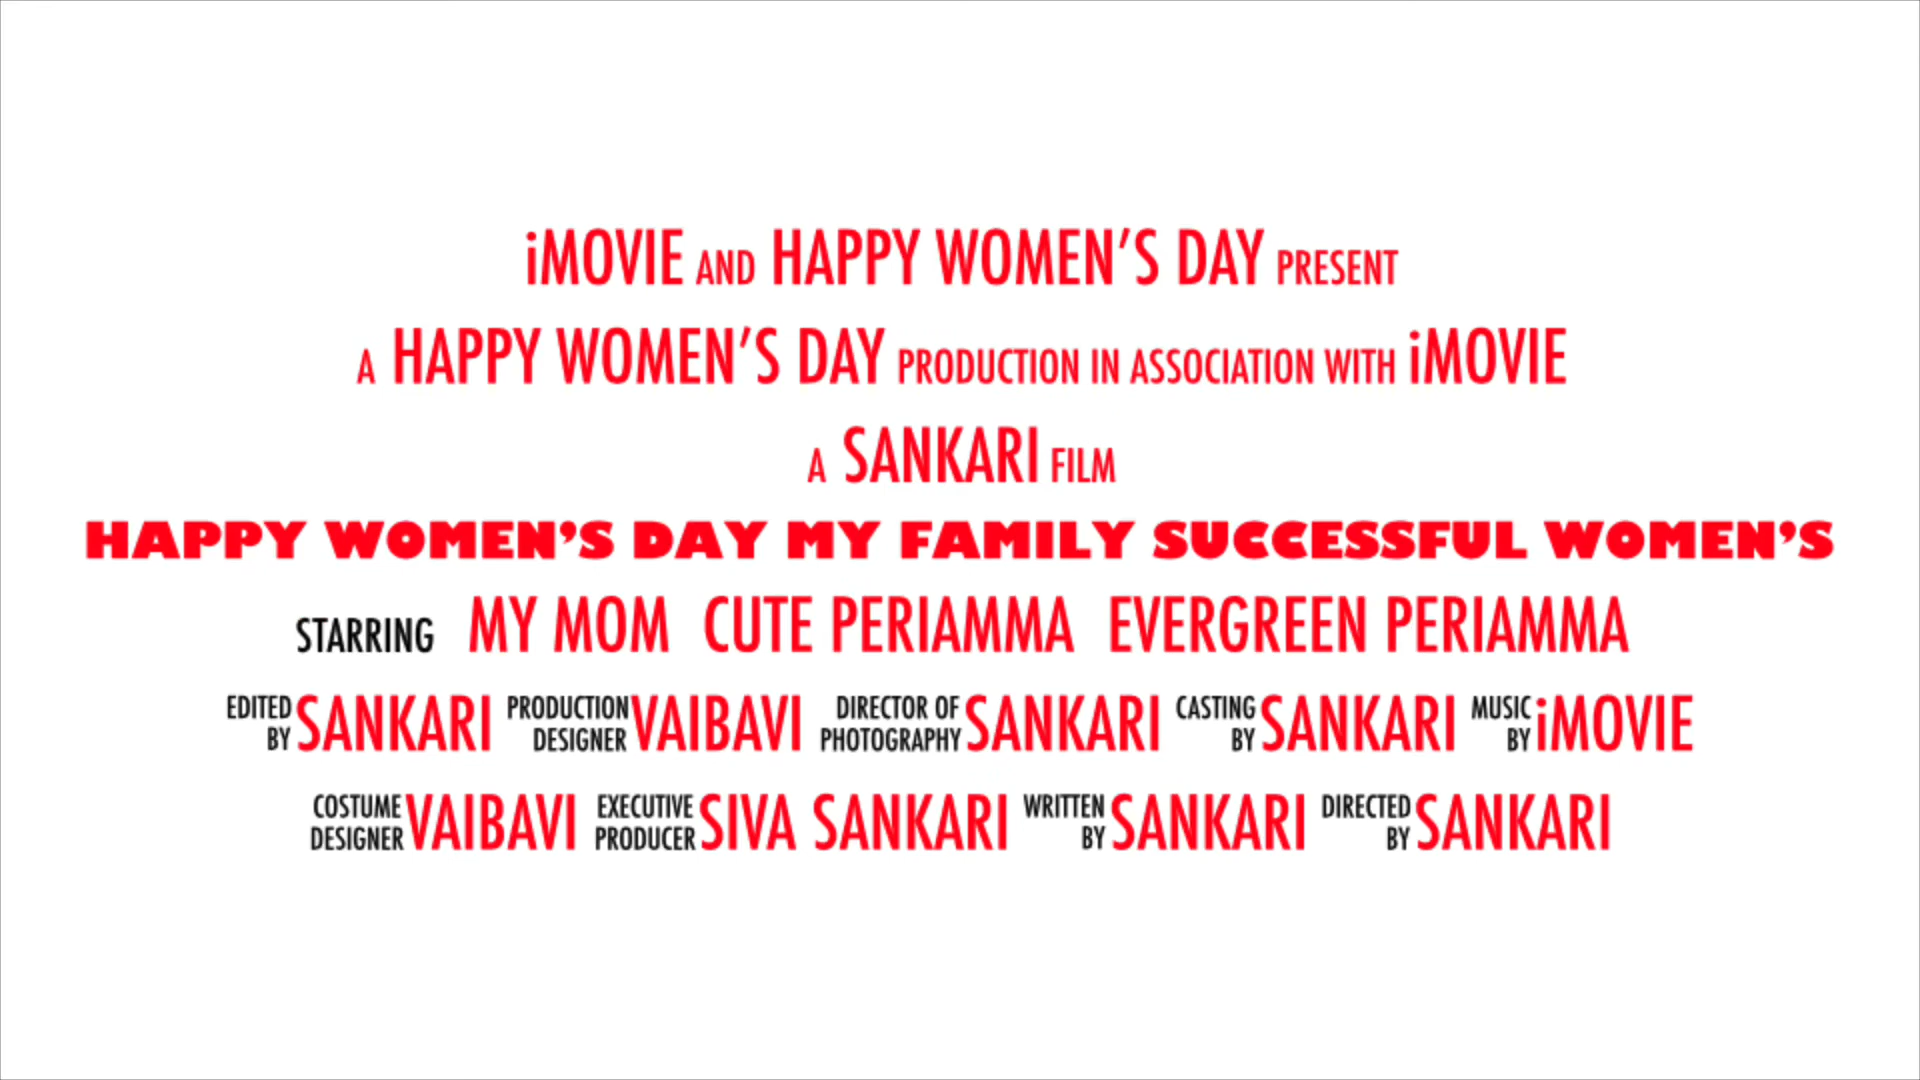 iMOVIE AND HAPPY WOMEN'S DAY PRESENT
A HAPPY WOMEN'S DAY PRODUCTION IN ASSOCIATION WITH iMOVIE
A SANKARI FILM
HAPPY WOMEN'S DAY MY FAMILY SUCCESSFUL WOMEN'S
STARRING MY MOM CUTE PERIAMMA EVERGREEN PERIAMMA
EDITED BY SANKARI PRODUCTION DESIGNER VAIBAVI DIRECTOR OF PHOTOGRAPHY SANKARI CASTING BY SANKARI MUSIC BY iMOVIE
COSTUME DESIGNER VAIBAVI EXECUTIVE PRODUCER SIVA SANKARI WRITTEN BY SANKARI DIRECTED BY SANKARI